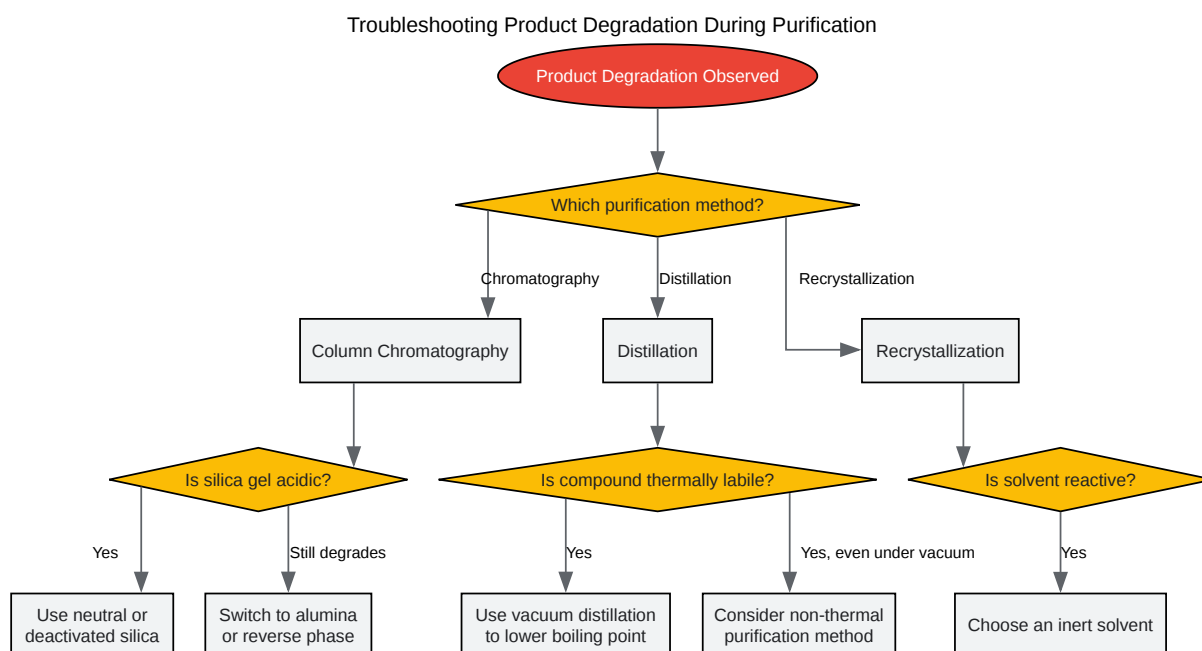 Troubleshooting Product Degradation During Purification
Product Degradation Observed
Which purification method?
Chromatography
Distillation
Recrystallization
Column Chromatography
Distillation
Recrystallization
Is silica gel acidic?
Is compound thermally labile?
Is solvent reactive?
Yes
Still degrades
Yes
Yes, even under vacuum
Yes
Use neutral or
deactivated silica
Switch to alumina
or reverse phase
Use vacuum distillation
to lower boiling point
Consider non-thermal
purification method
Choose an inert solvent